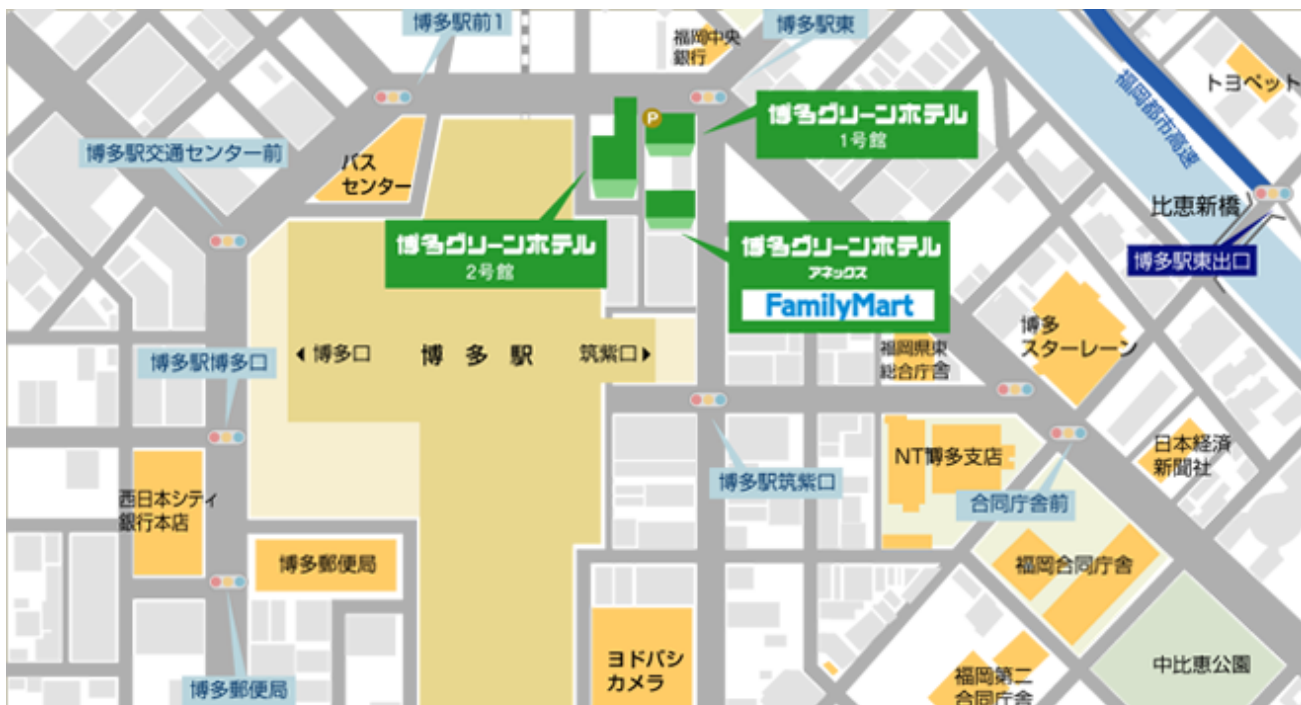 博多駅前1
福岡中央
銀行
博多駅東
トヨペット
福岡都市高速
博多グリーンホテル
1号館
P
博多駅交通センター前
バス
センター
比恵新橋
博多グリーンホテル
2号館
博多グリーンホテル
アネックス
FamilyMart
博多駅東出口
博多駅博多口
博多口
博多駅
筑紫口
福岡県東
総合庁舎
博多
スターレーン
西日本シティ
銀行本店
博多駅筑紫口
NT博多支店
合同庁舎前
日本経済
新聞社
博多郵便局
福岡合同庁舎
博多郵便局
ヨドバシ
カメラ
福岡第二
合同庁舎
中比恵公園